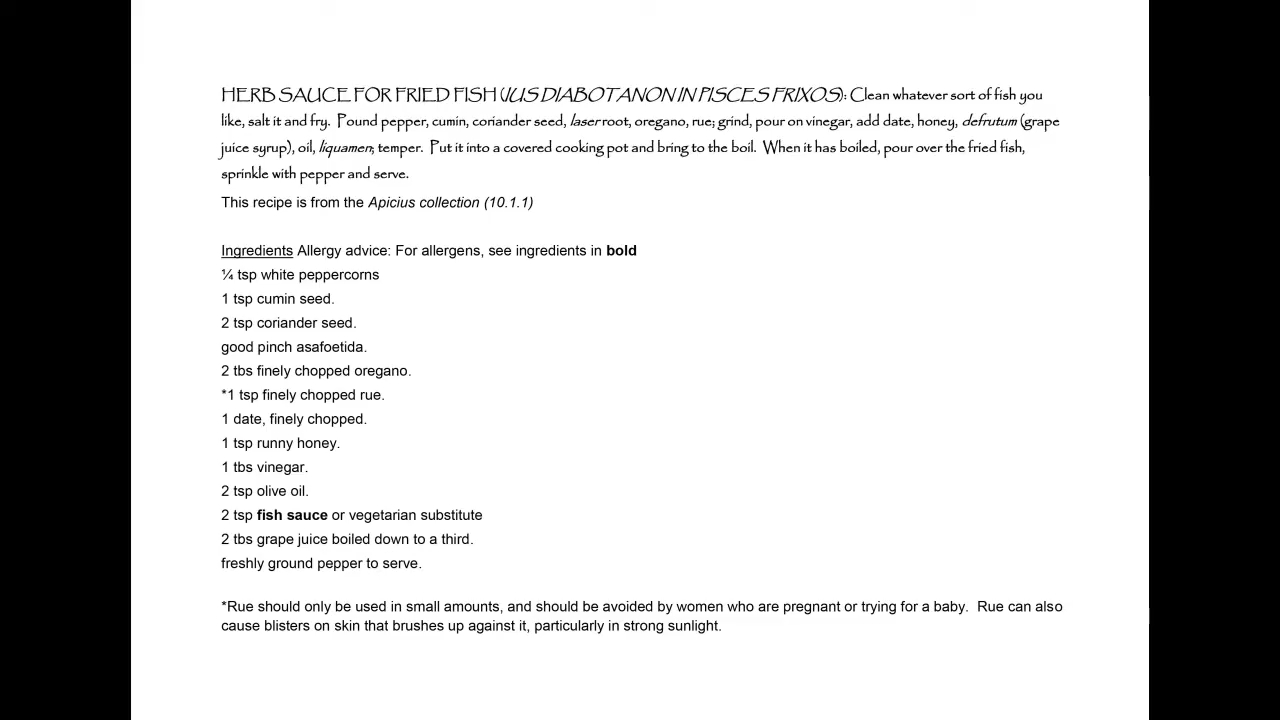 HERB SAUCE FOR FRIED FISH (IUS DIABOTANON IN PISCES FRIXOS): Clean whatever sort of fish you
like, salt it and fry.  Pound pepper, cumin, coriander seed, laser root, oregano, rue; grind, pour on vinegar, add date, honey, defrutum (grape
juice syrup), oil, liquamen; temper.  Put it into a covered cooking pot and bring to the boil.  When it has boiled, pour over the fried fish,
sprinkle with pepper and serve.
This recipe is from the Apicius collection (10.1.1)
Ingredients Allergy advice: For allergens, see ingredients in bold
¼ tsp white peppercorns
1 tsp cumin seed.
2 tsp coriander seed.
good pinch asafoetida.
2 tbs finely chopped oregano.
*1 tsp finely chopped rue.
1 date, finely chopped.
1 tsp runny honey.
1 tbs vinegar.
2 tsp olive oil.
2 tsp fish sauce or vegetarian substitute
2 tbs grape juice boiled down to a third.
freshly ground pepper to serve.
*Rue should only be used in small amounts, and should be avoided by women who are pregnant or trying for a baby.  Rue can also
cause blisters on skin that brushes up against it, particularly in strong sunlight.